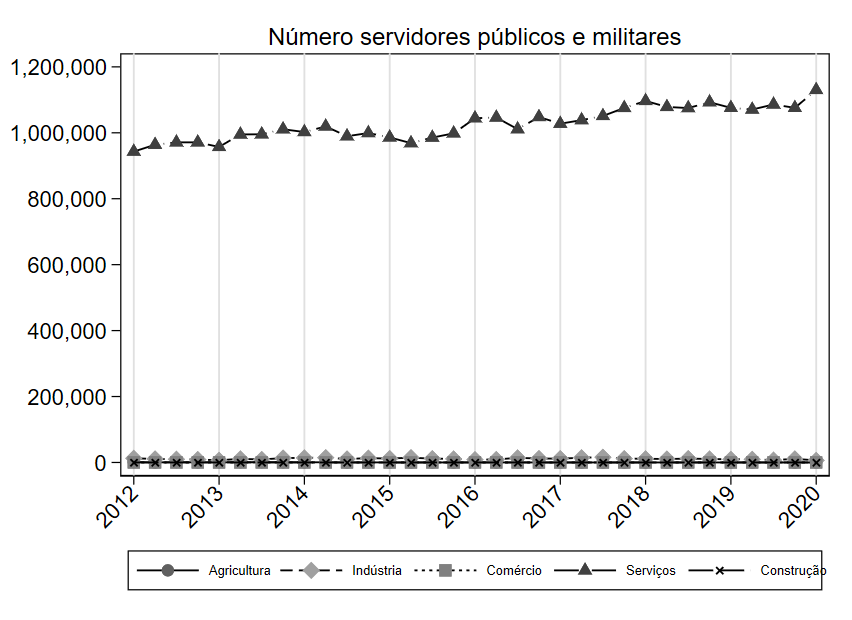 Número servidores públicos e militares
1,200,000
1,000,000
800,000
600,000
400,000
200,000
0
2012 2013 2014 2015 2016 2017 2018 2019 2020
Agricultura Indústria Comércio Serviços Construção